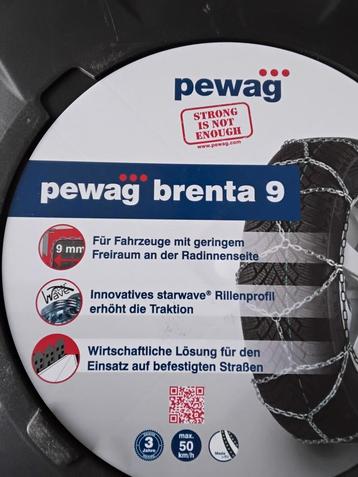 pewag
STRONG
IS NOT
ENOUGH
www.pewag.com
pewag brenta 9
9 mm
Für Fahrzeuge mit geringem
Freiraum an der Radinnenseite
Wave
Innovatives starwave® Rillenprofil
erhöht die Traktion
Wirtschaftliche Lösung für den
Einsatz auf befestigten Straßen
3
Jahre
max.
50
km/h
Made